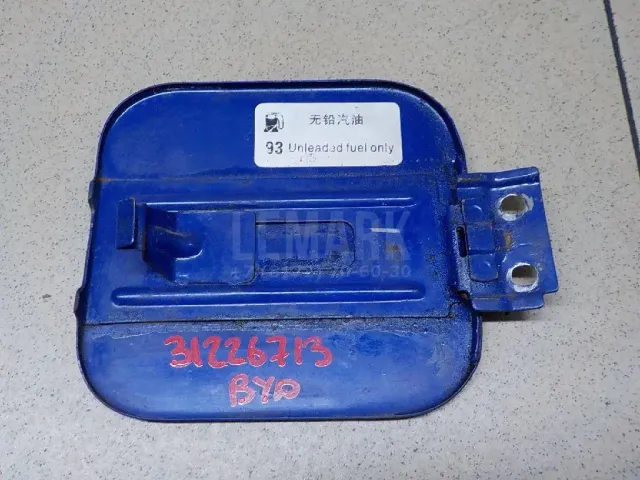 无铅汽油
93 Unleaded fuel only
LEMARK
31226713
BYD